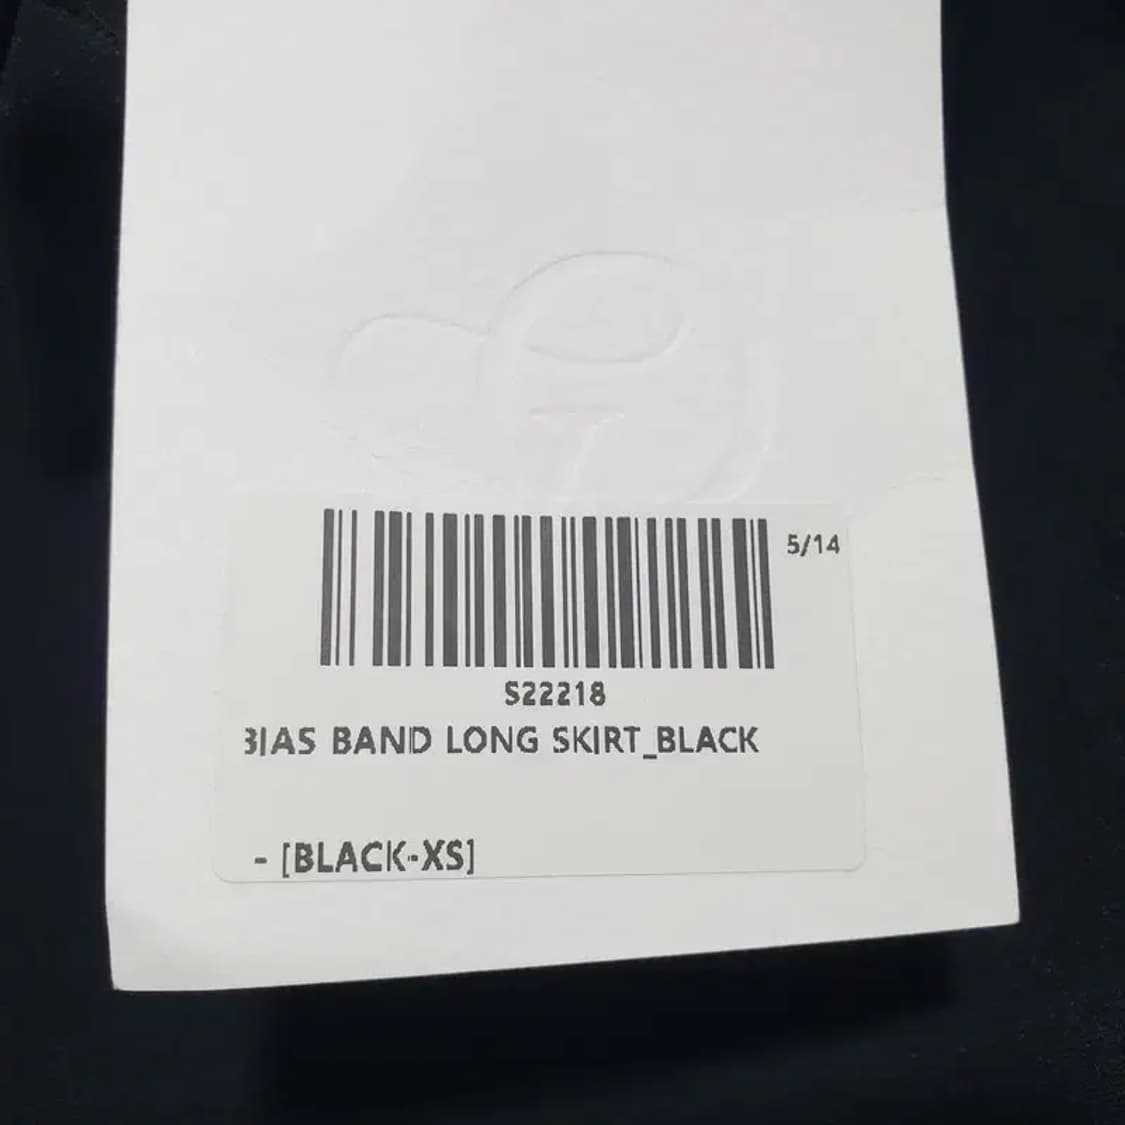 5/14
S22218
BIAS BAND LONG SKIRT_BLACK
- [BLACK-XS]